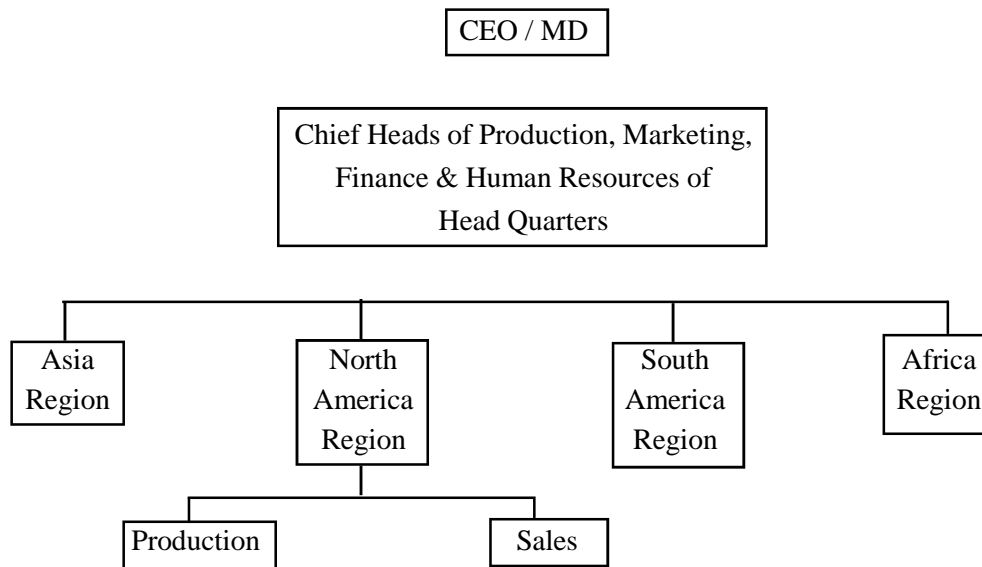 CEO / MD
Chief Heads of Production, Marketing,
Finance & Human Resources of
Head Quarters
Asia
Region
North
America
Region
South
America
Region
Africa
Region
Production
Sales